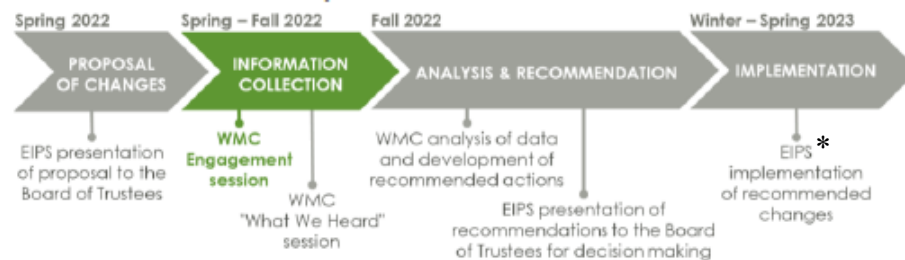 Spring 2022
Spring – Fall 2022
Fall 2022
Winter – Spring 2023
PROPOSAL
OF CHANGES
INFORMATION
COLLECTION
ANALYSIS & RECOMMENDATION
IMPLEMENTATION
EIPS presentation
of proposal to the
Board of Trustees
WMC
Engagement
session
WMC
"What We Heard"
session
WMC analysis of data
and development of
recommended actions
EIPS presentation of
recommendations to the Board
of Trustees for decision making
EIPS *
implementation
of recommended
changes